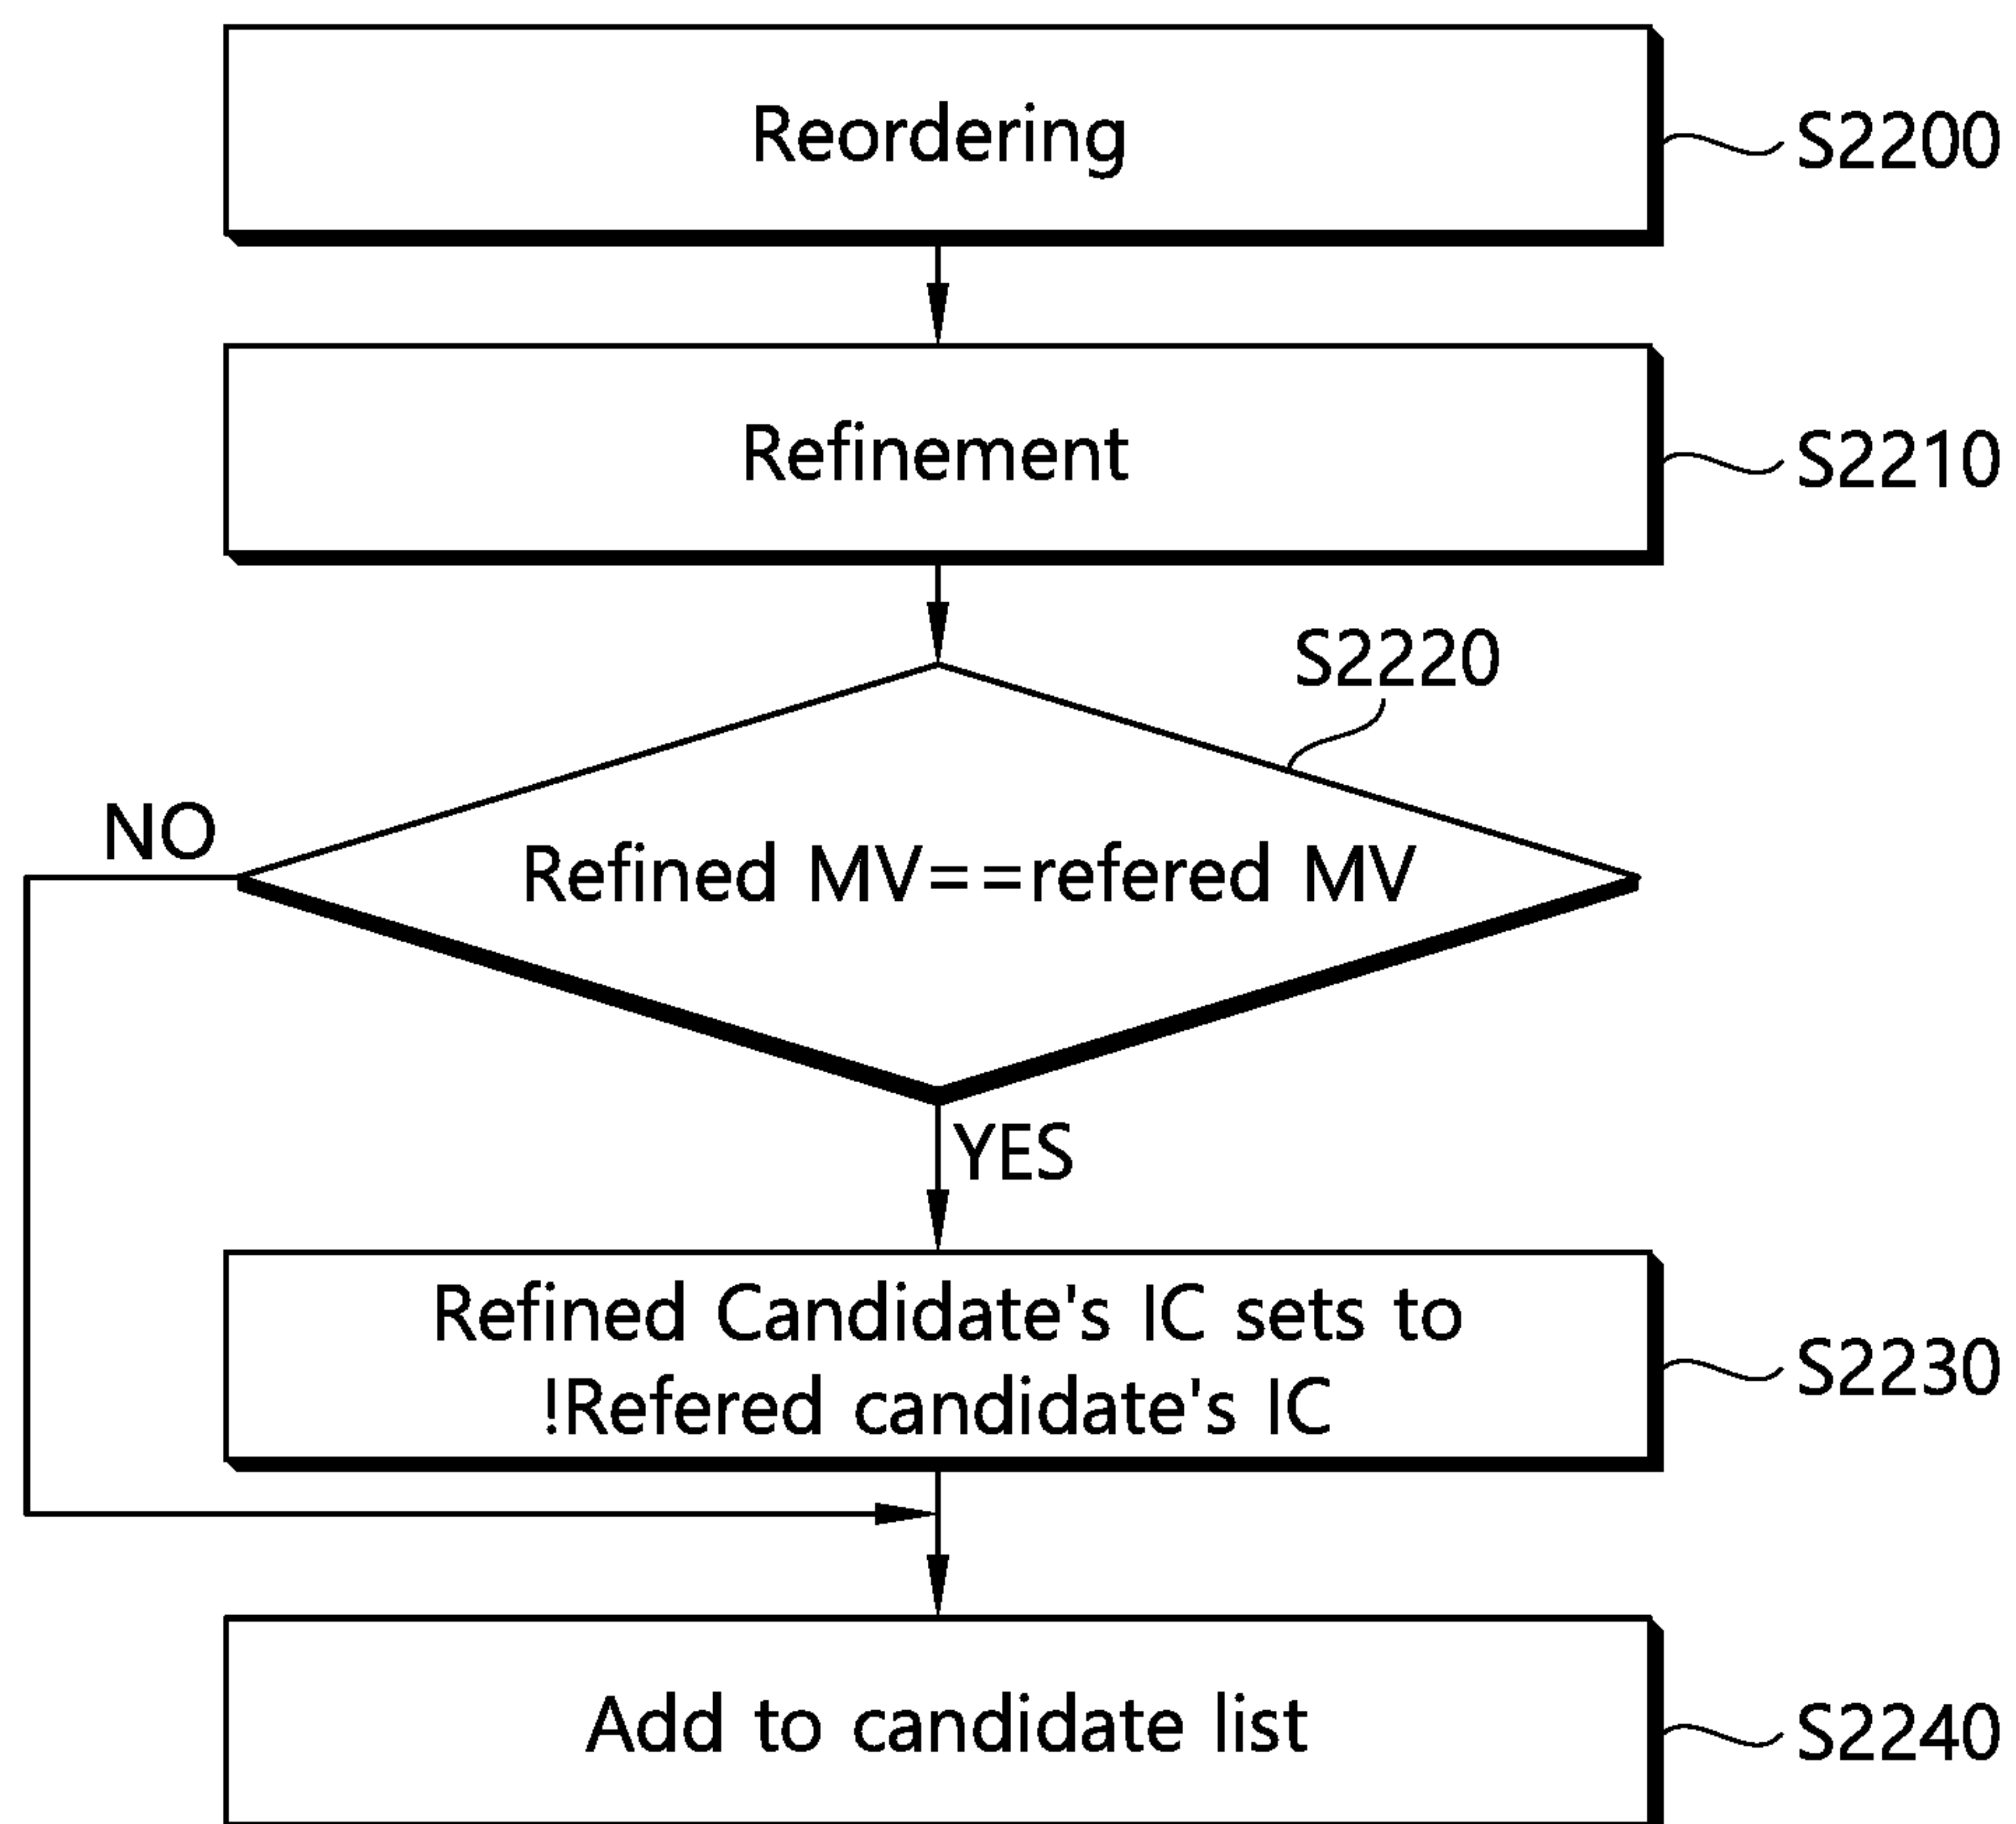 Reordering
S2200
Refinement
S2210
S2220
NO
Refined MV==refered MV
YES
Refined Candidate's IC sets to
!Refered candidate's IC
S2230
Add to candidate list
S2240